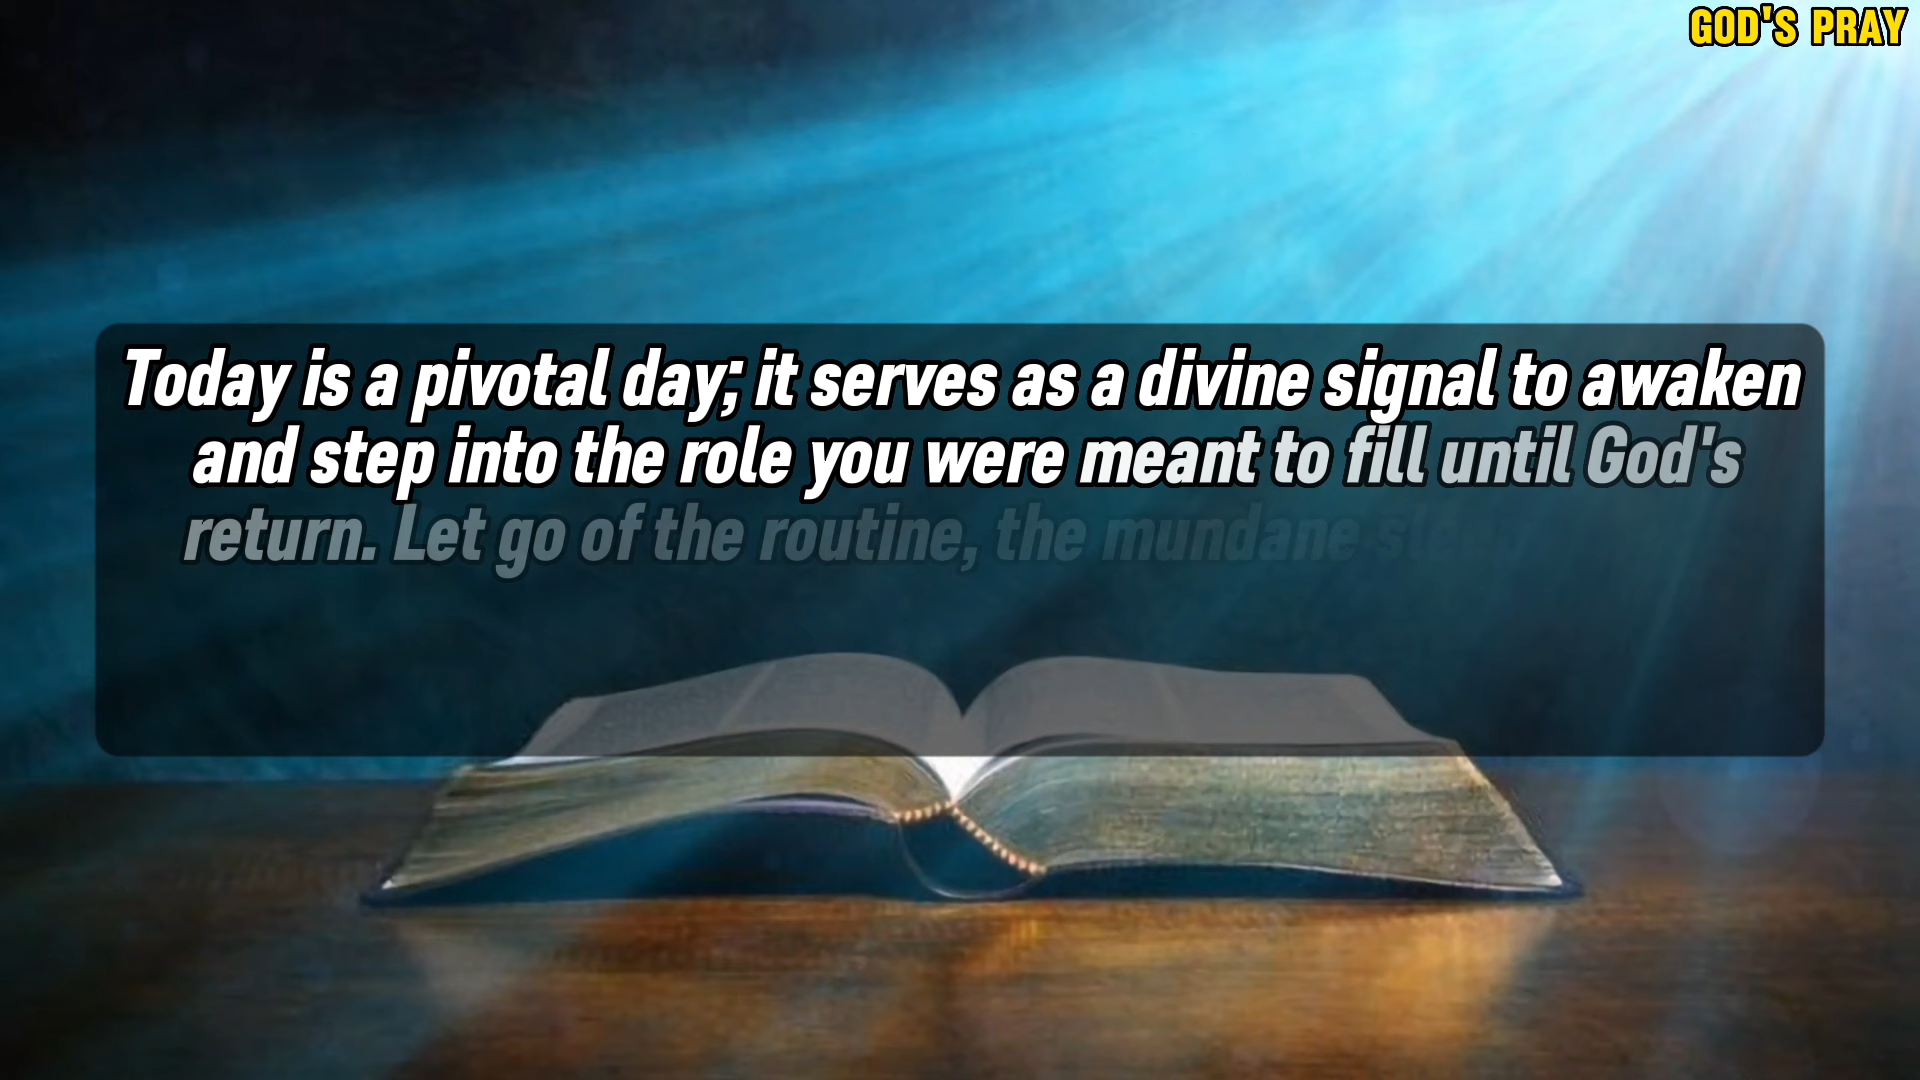 GOD'S PRAY
Today is a pivotal day; it serves as a divine signal to awaken
and step into the role you were meant to fill until God's
return. Let go of the routine, the mundane